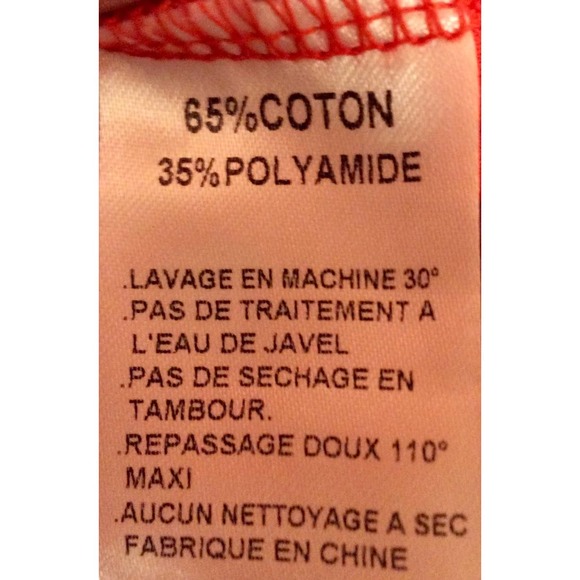 65%COTON
35%POLYAMIDE
.LAVAGE EN MACHINE 30°
.PAS DE TRAITEMENT A
L'EAU DE JAVEL
.PAS DE SECHAGE EN
TAMBOUR.
.REPASSAGE DOUX 110°
MAXI
.AUCUN NETTOYAGE A SEC
FABRIQUE EN CHINE